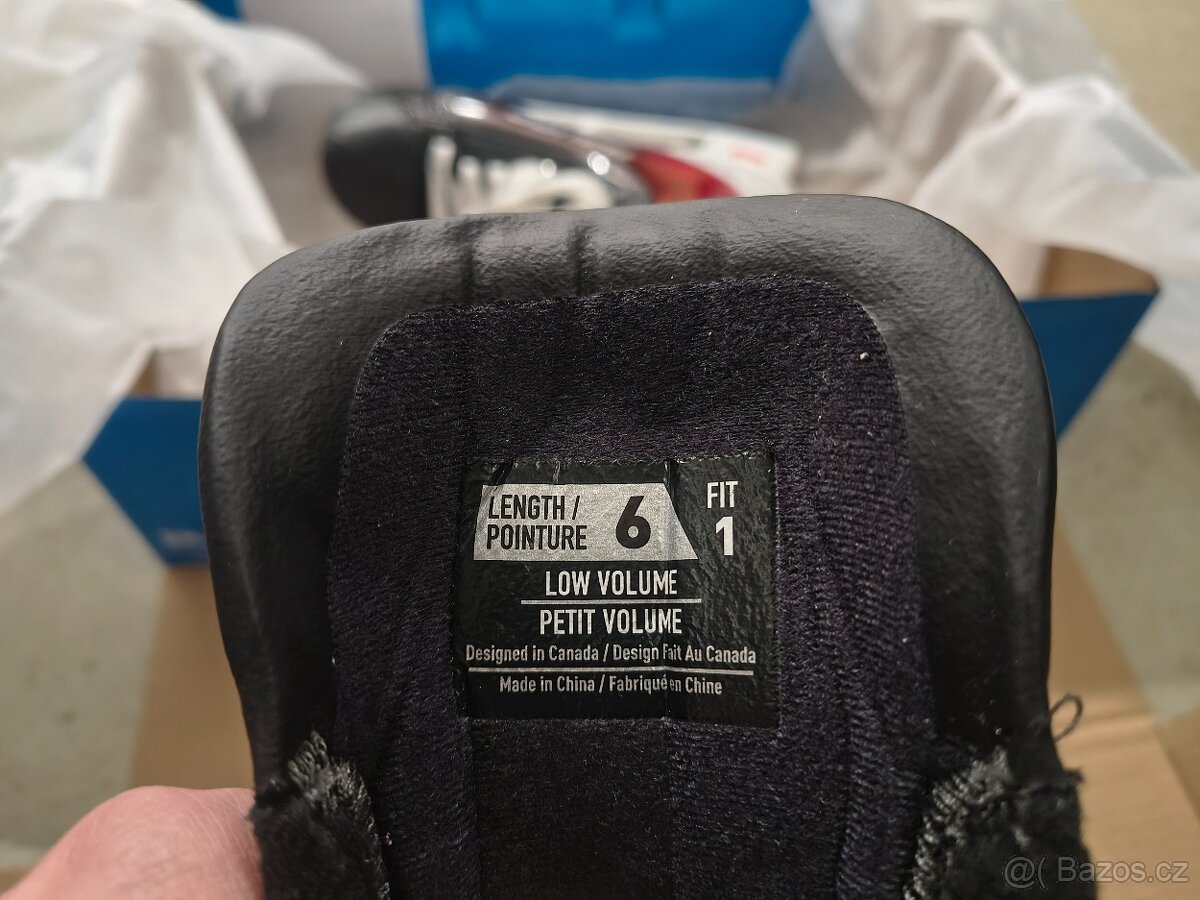 LENGTH /
POINTURE
6
FIT
1
LOW VOLUME
PETIT VOLUME
Designed in Canada / Design Fait Au Canada
Made in China / Fabriqué en Chine
@( Bazos.cz